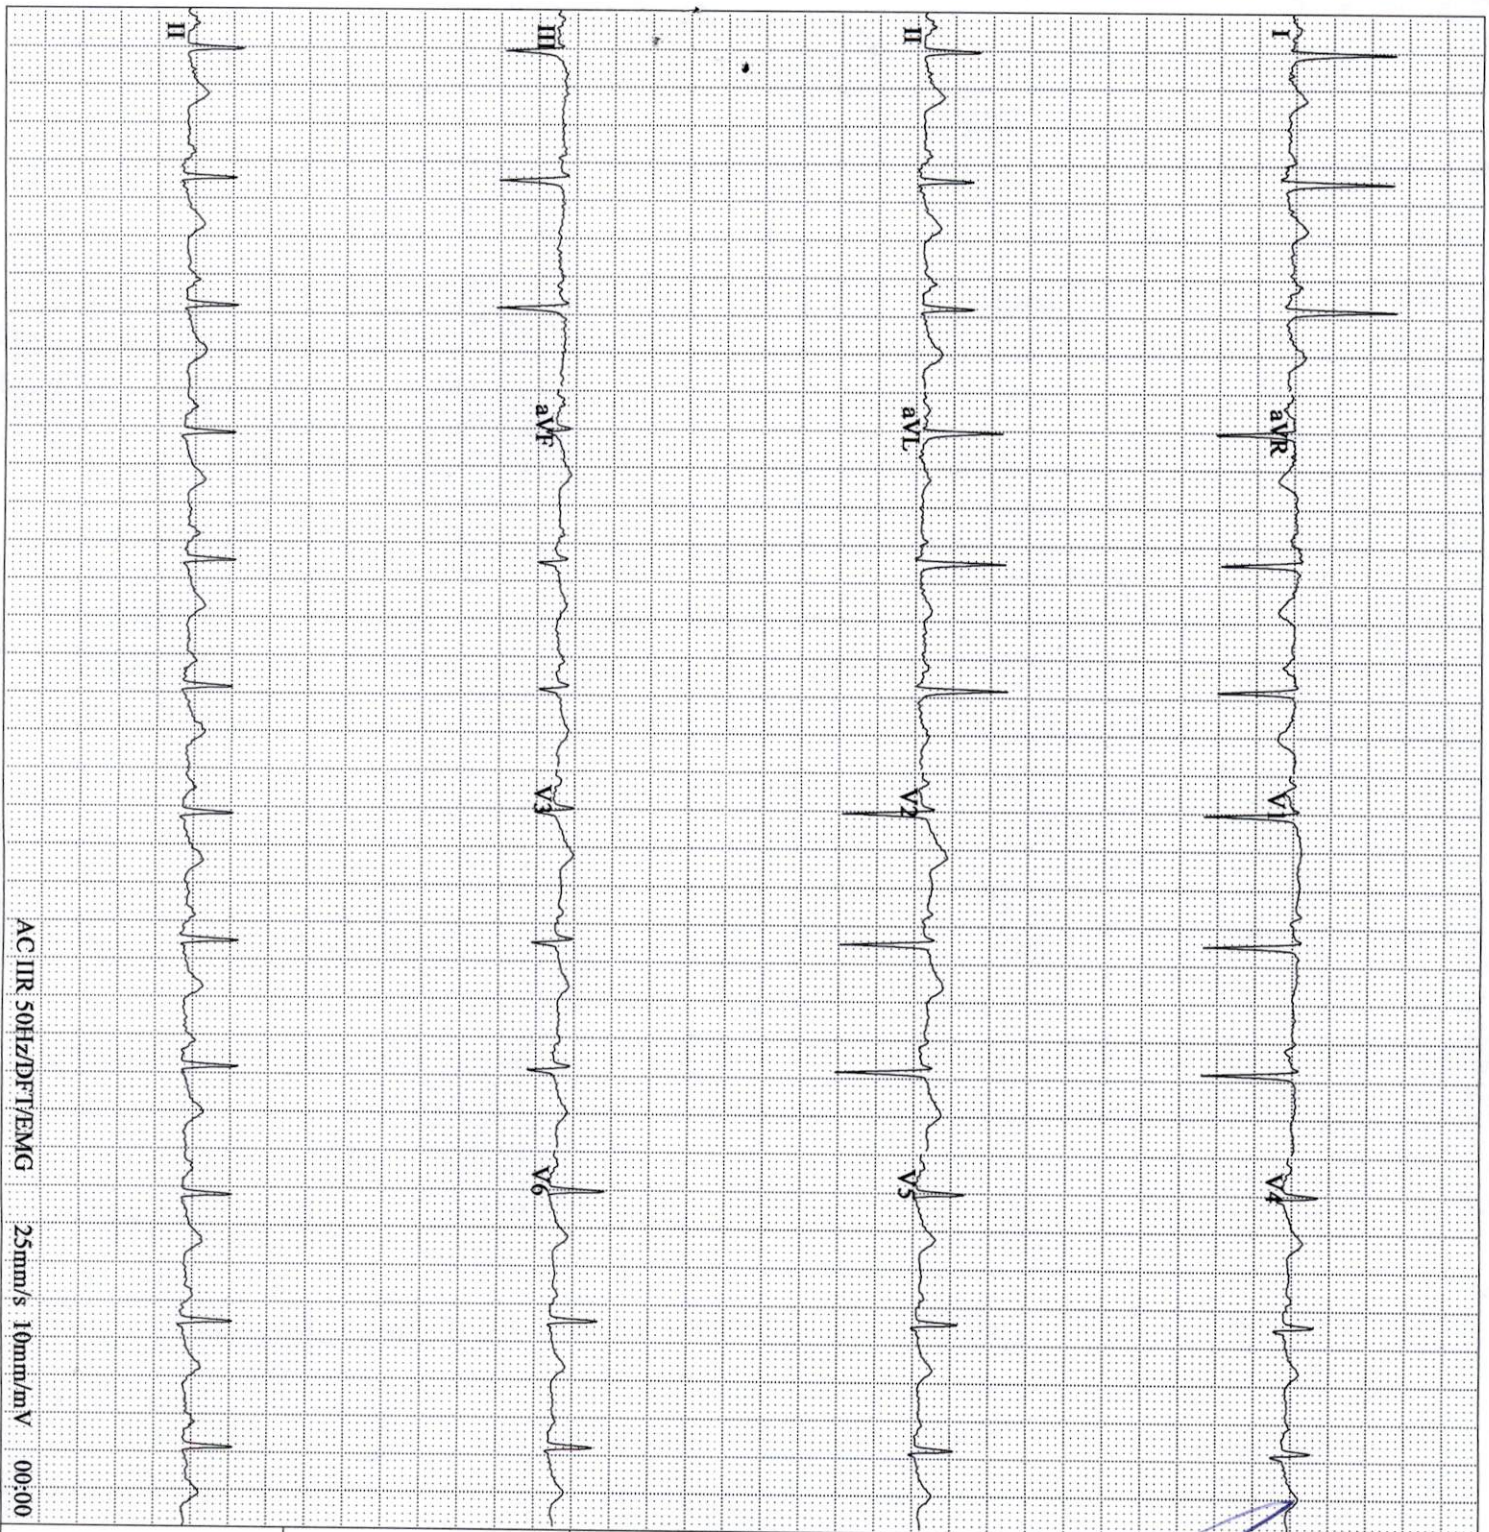 I aVR V1 V4
II aVL V2 V5
III aVF V3 V6
II
AC IIR 50Hz/DFT/EMG 25mm/s 10mm/mV 00:00